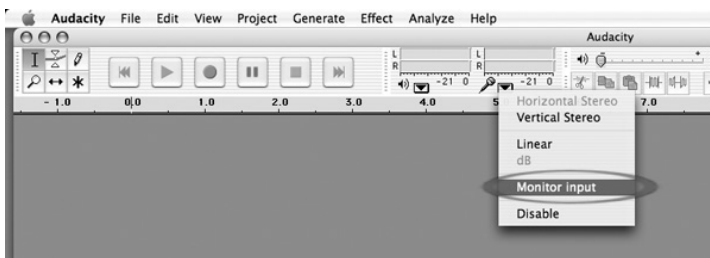 Audacity File Edit View Project Generate Effect Analyze Help
Audacity
L L
R R
-21 0 -21 0
- 1.0 0.0 1.0 2.0 3.0 4.0 5 7.0
Horizontal Stereo
Vertical Stereo
Linear
dB
Monitor input
Disable